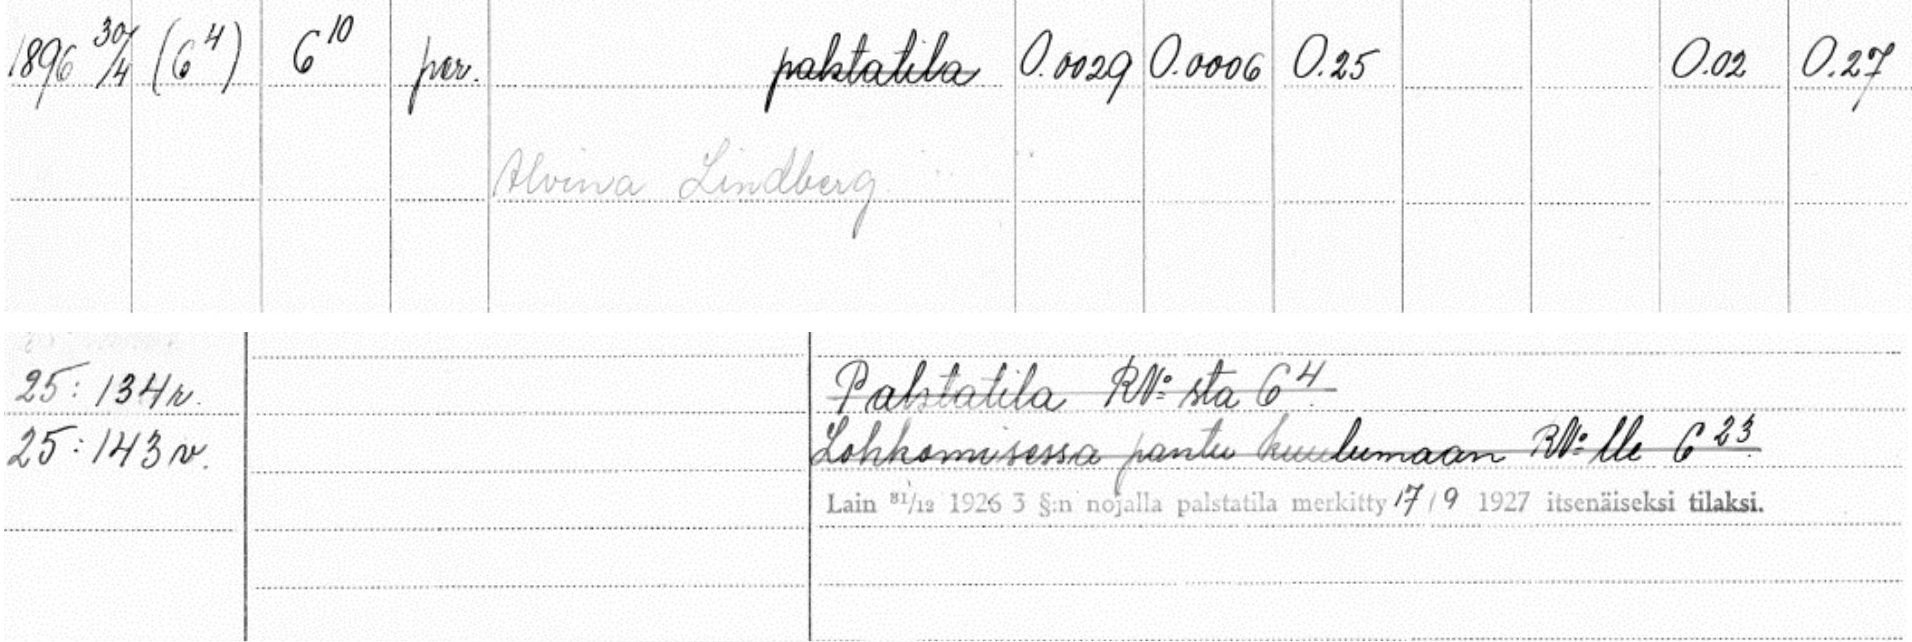 1896 30/4 (6⁴) 6¹⁰ per. palstatila 0.0029 0.0006 0.25 0.02 0.27
Alvina Lindberg
25: 134 r. Palstatila RN:o sta 6⁴.
25: 143 v. Lohkomisessa pantu kuulumaan RN:o lle 6²³.
Lain ³¹/₁₂ 1926 3 §:n nojalla palstatila merkitty 17/9 1927 itsenäiseksi tilaksi.